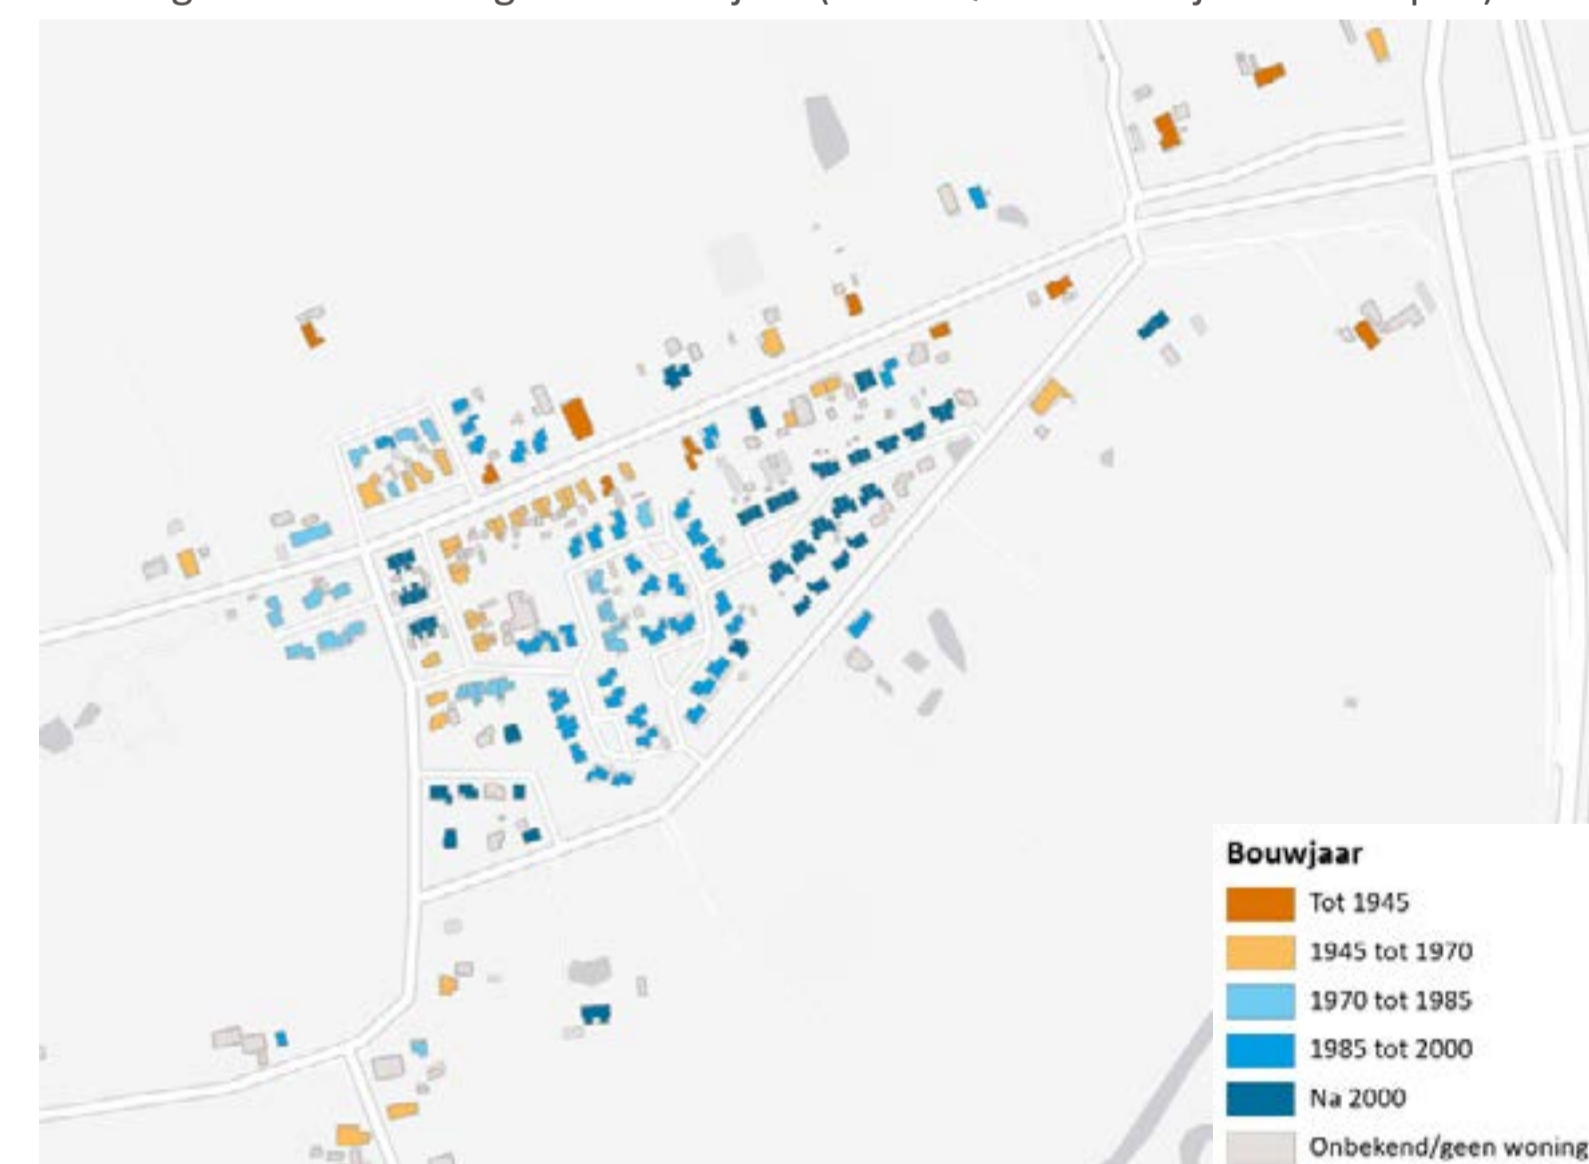 Bouwjaar
Tot 1945
1945 tot 1970
1970 tot 1985
1985 tot 2000
Na 2000
Onbekend/geen woning